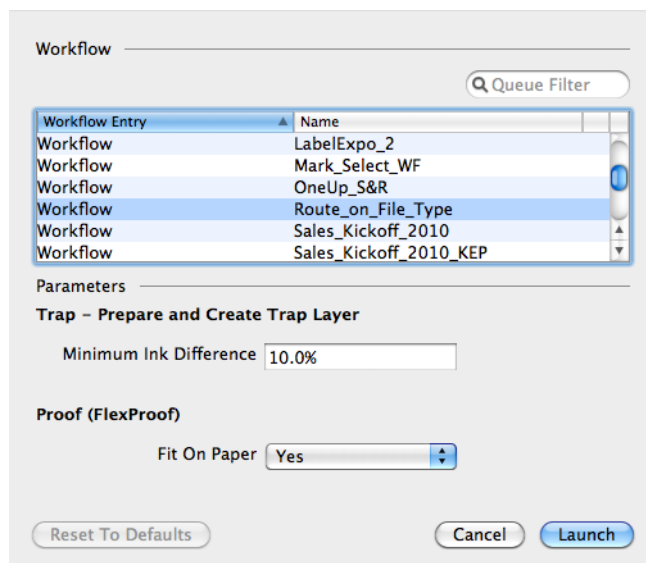 Workflow
Queue Filter
Workflow Entry Name
Workflow LabelExpo_2
Workflow Mark_Select_WF
Workflow OneUp_S&R
Workflow Route_on_File_Type
Workflow Sales_Kickoff_2010
Workflow Sales_Kickoff_2010_KEP
Parameters
Trap – Prepare and Create Trap Layer
Minimum Ink Difference 10.0%
Proof (FlexProof)
Fit On Paper Yes
Reset To Defaults Cancel Launch